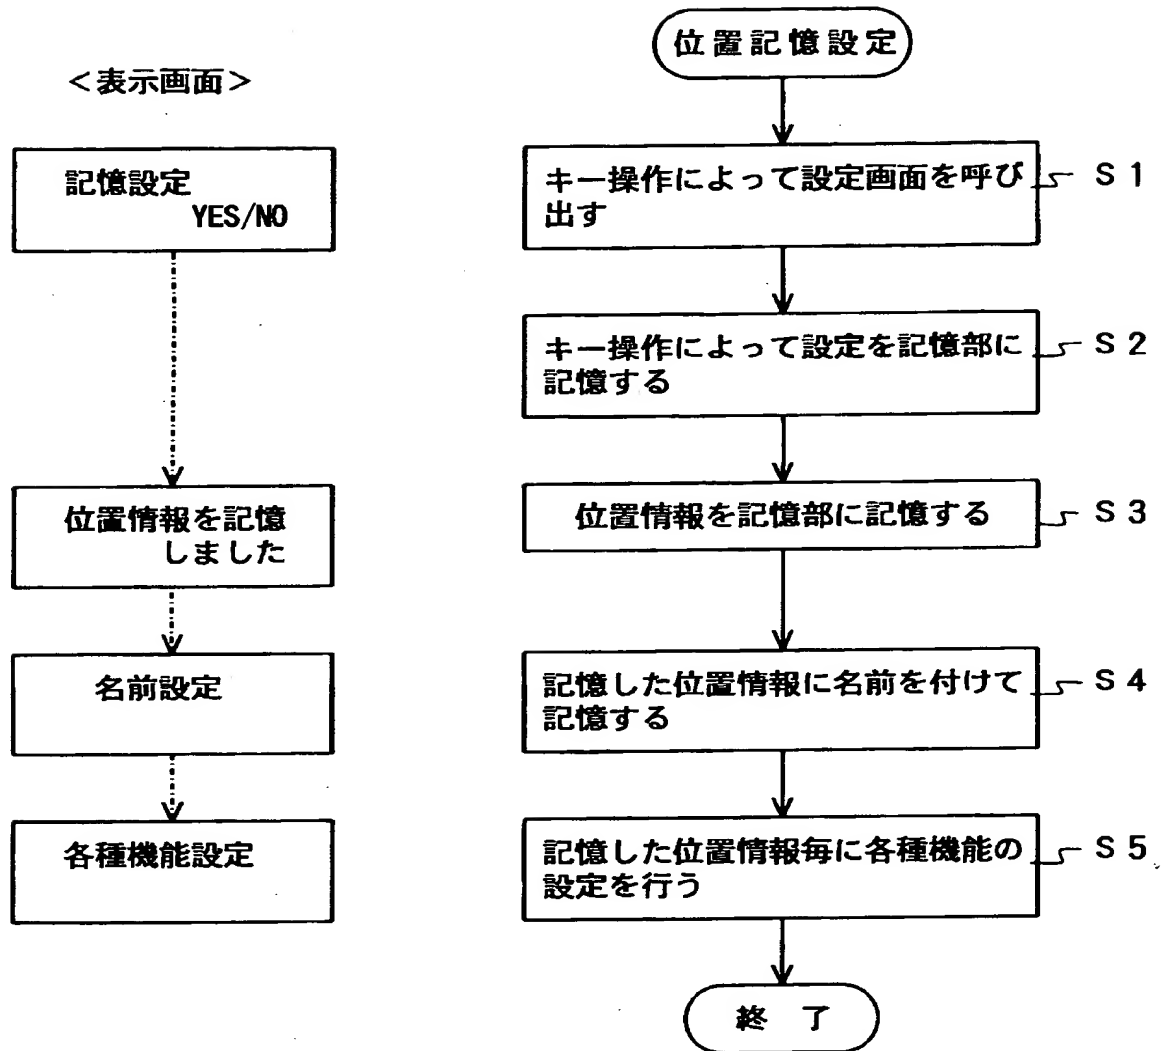 位置記憶設定
＜表示画面＞
記憶設定
YES/NO
キー操作によって設定画面を呼び
出す
S1
キー操作によって設定を記憶部に
記憶する
S2
位置情報を記憶
しました
位置情報を記憶部に記憶する
S3
名前設定
記憶した位置情報に名前を付けて
記憶する
S4
各種機能設定
記憶した位置情報毎に各種機能の
設定を行う
S5
終了